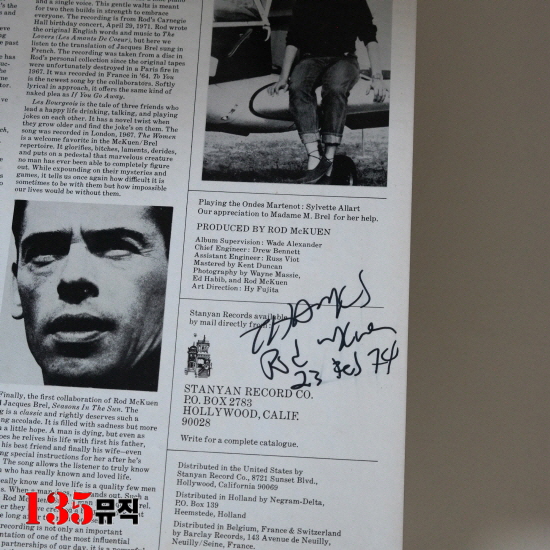 and a single voice. This gentle waltz is meant
for two then builds in strength to embrace
everyone. The recording is from Rod's Carnegie
Hall birthday concert, April 29, 1971. Rod wrote
the original English words and music to The
Lovers (Les Amants De Coeur), but here we
listen to the translation of Jacques Brel sung in
French. The recording was taken from a disc in
Rod's personal collection since the original tapes
were unfortunately destroyed in a Paris fire in
1967. It was recorded in France in '64. To You
is the newest song by the collaborators. Softly
lyrical in approach, it offers the same kind of
naked plea as If You Go Away.
Les Bourgeois is the tale of three friends who
lead a happy life drinking, talking, and playing
jokes on each other. It has a novel twist when
they grow older and find the joke's on them. The
song was recorded in London, 1967. The Women
is a welcome favorite in the McKuen/Brel
repertoire. It glorifies, bitches, laments, derides,
and puts on a pedestal that marvelous creature
no man has ever been able to completely figure
out. While expounding on their mysteries and
games, it tells us once again how difficult it is
sometimes to be with them but how impossible
our lives would be without them.
Finally, the first collaboration of Rod McKuen
Jacques Brel, Seasons In The Sun. The
is a classic and rightly deserves such a
accolade. It is filled with sadness but more
a little hope. A man is dying, but even as
he relives his life with first his father,
his best friend and finally his wife—even
special instructions for her after he's
The song allows the listener to truly know
who has really known and loved life.
really know and love life is a quality few men
When a man
Rod McKuen
long after
recording is not only an important
of one of the most influential
partnerships of our day, it is a powerful
Playing the Ondes Martenot: Sylvette Allart
Our appreciation to Madame M. Brel for her help.
PRODUCED BY ROD McKUEN
Album Supervision: Wade Alexander
Chief Engineer: Drew Bennett
Assistant Engineer: Russ Viot
Mastered by Kent Duncan
Photography by Wayne Massie,
Ed Habib, and Rod McKuen
Art Direction: Hy Fujita
Stanyan Records available
by mail directly from:
THANKS
Rod McKuen
23 Feb 74
STANYAN RECORD CO.
P.O. BOX 2783
HOLLYWOOD, CALIF.
90028
Write for a complete catalogue.
Distributed in the United States by
Stanyan Record Co., 8721 Sunset Blvd.,
Hollywood, California 90069
Distributed in Holland by Negram-Delta,
P.O. BOX 139
Heemstede, Holland
Distributed in Belgium, France & Switzerland
by Barclay Records, 143 Avenue de Neuilly,
Neuilly/Seine, France.
135뮤직